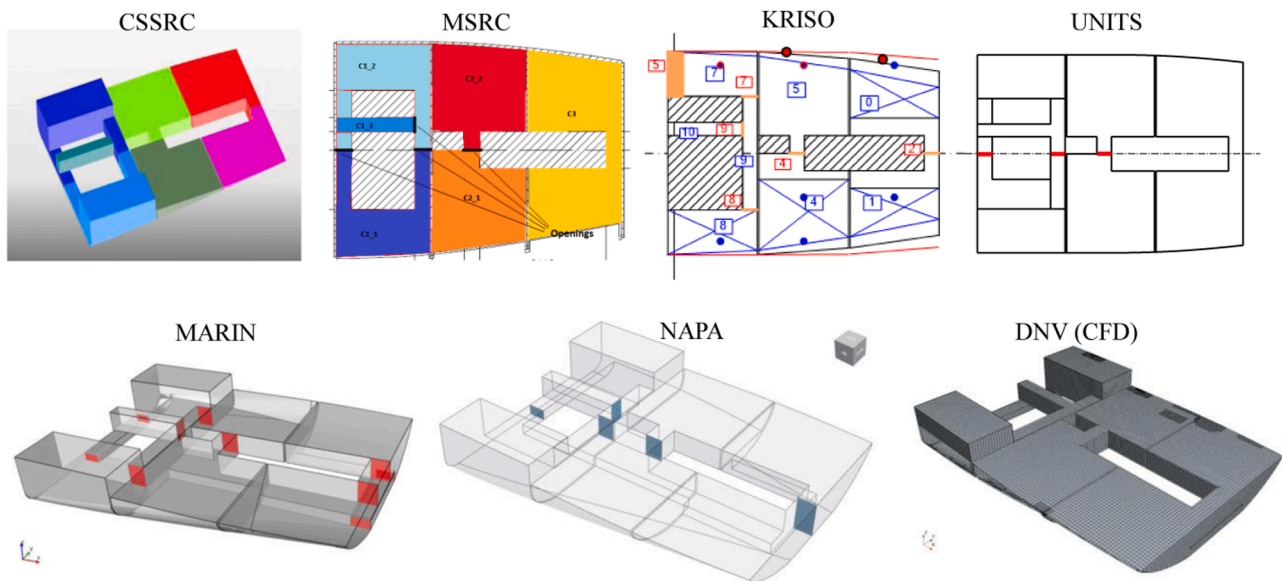 CSSRC
MSRC
KRISO
UNITS
C1_2
C2_2
C3
C1_3
C1_1
C2_1
Openings
5
7
7
5
0
10
9
9
4
2
8
8
4
1
MARIN
NAPA
DNV (CFD)